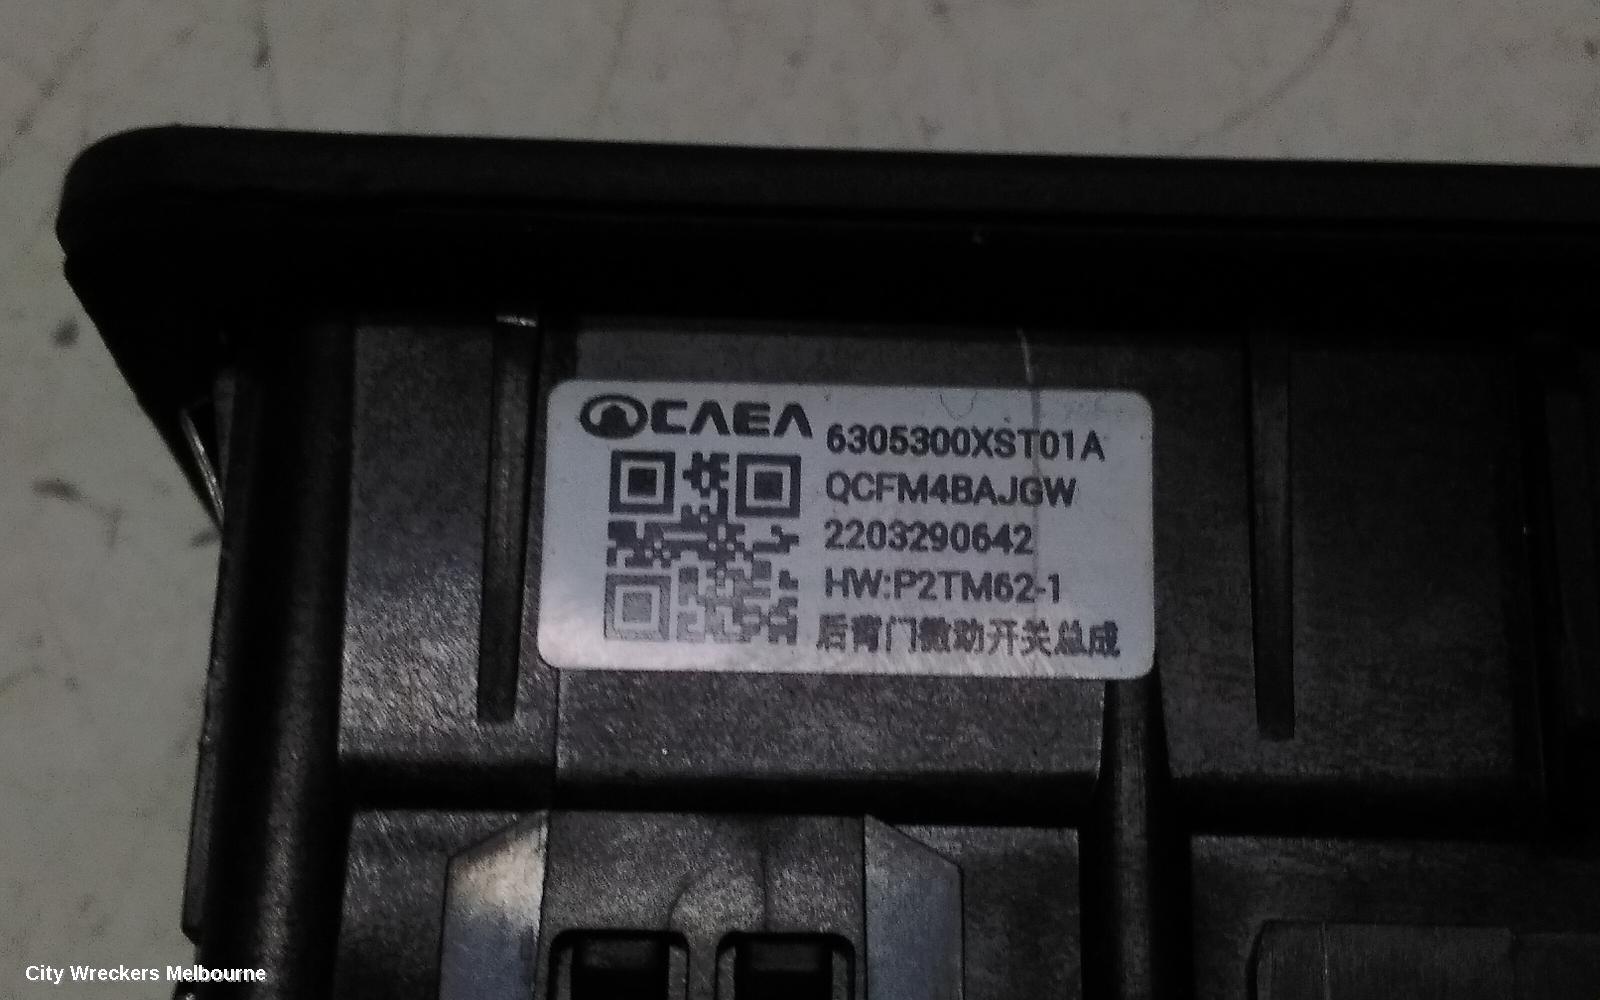 CAEA
6305300XST01A
QCFM4BAJGW
2203290642
HW:P2TM62-1
后背门微动开关总成
City Wreckers Melbourne